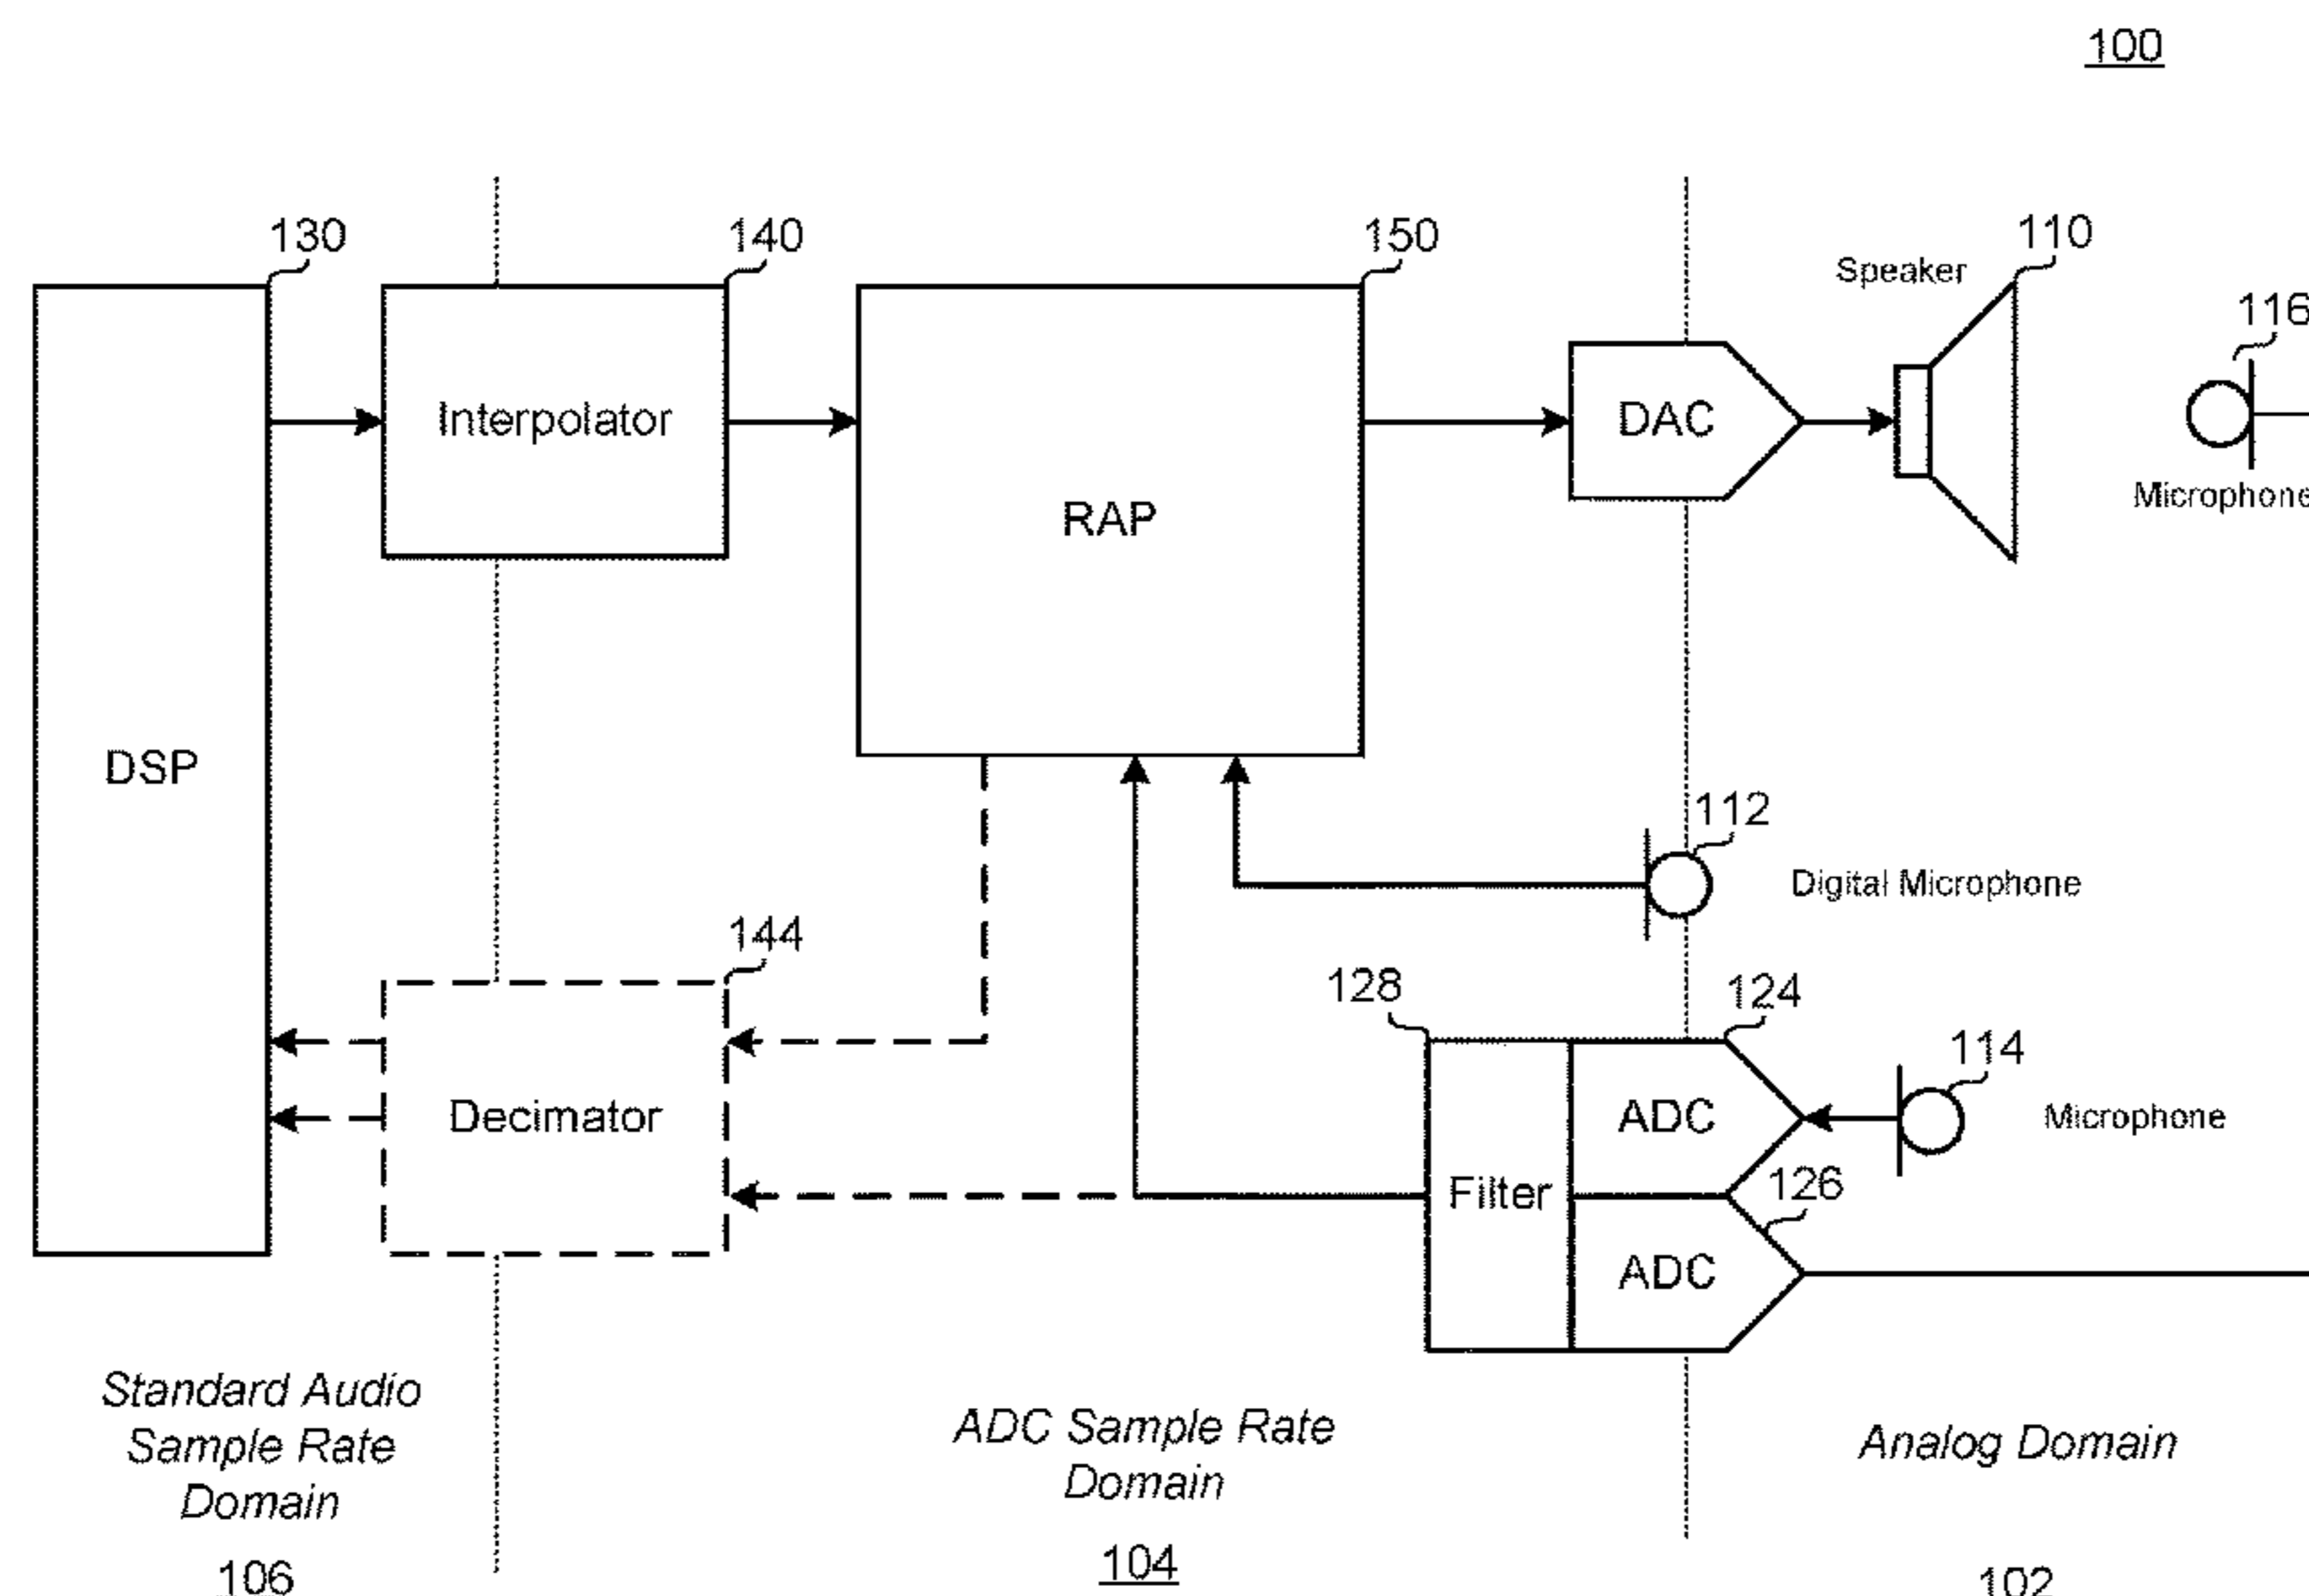 100
130
140
150
110
Speaker
116
Interpolator
DAC
Microphone
RAP
DSP
112
Digital Microphone
144
128
124
114
Decimator
ADC
Microphone
126
Filter
ADC
Standard Audio
Sample Rate
Domain
106
ADC Sample Rate
Domain
104
Analog Domain
102